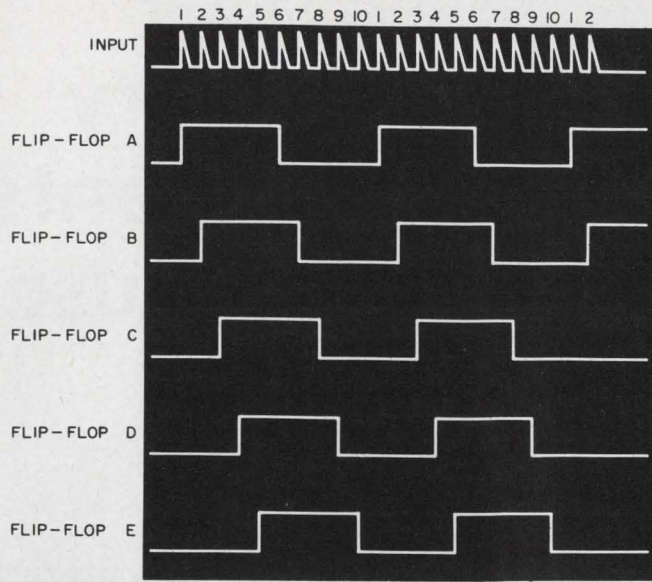 1 2 3 4 5 6 7 8 9 10 1 2 3 4 5 6 7 8 9 10 1 2
INPUT
FLIP-FLOP A
FLIP-FLOP B
FLIP-FLOP C
FLIP-FLOP D
FLIP-FLOP E